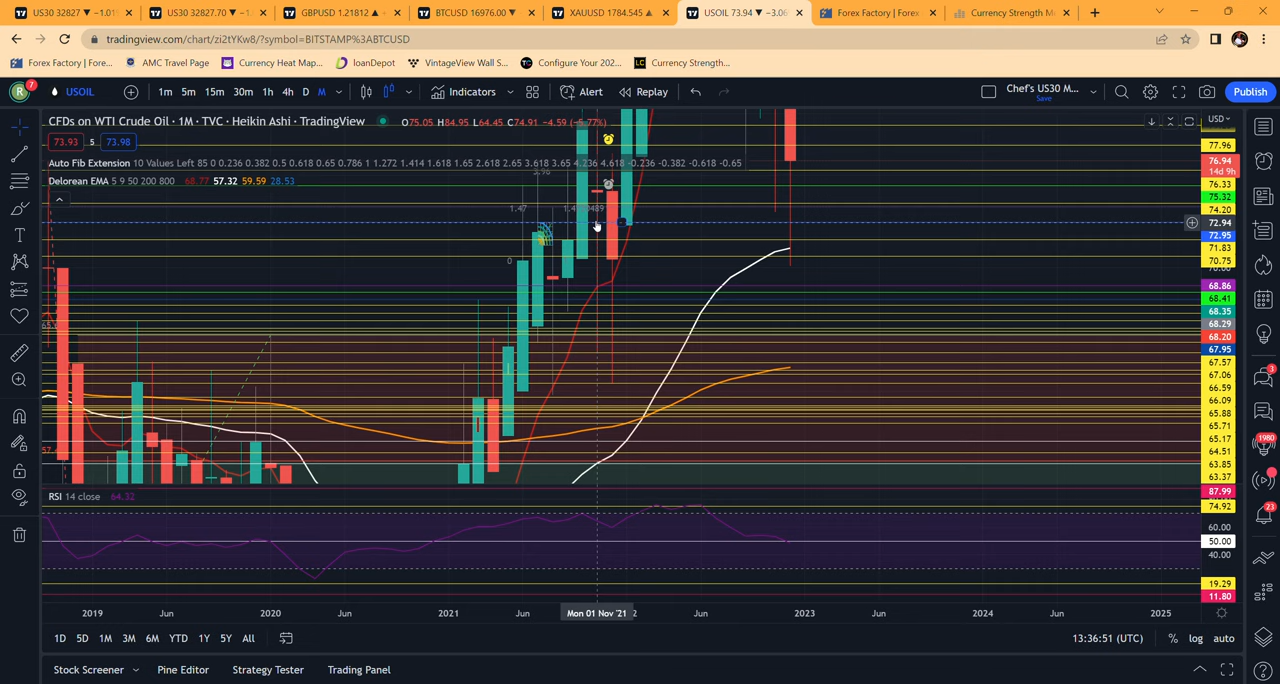 US30 32827 ▼ −1.01
US30 32827.70 ▼ −1.
GBPUSD 1.21812 ▲
BTCUSD 16976.00 ▼
XAUUSD 1784.545 ▲
USOIL 73.94 ▼ −3.06
Forex Factory | Forex
Currency Strength M
tradingview.com/chart/zi2tYKw8/?symbol=BITSTAMP%3ABTCUSD
Forex Factory | Fore...
AMC Travel Page
Currency Heat Map...
loanDepot
VintageView Wall S...
Configure Your 202...
LC Currency Strength...
R 7
USOIL
1m 5m 15m 30m 1h 4h D M
Indicators
Alert
Replay
Chef's US30 M...
Save
Publish
CFDs on WTI Crude Oil · 1M · TVC · Heikin Ashi · TradingView
O75.05 H84.95 L64.45 C74.91 −4.59 (−5.77%)
USD
73.93 5 73.98
Auto Fib Extension 10 Values Left 85 0 0.236 0.382 0.5 0.618 0.65 0.786 1 1.272 1.414 1.618 1.65 2.618 2.65 3.618 3.65 4.236 4.618 -0.236 -0.382 -0.618 -0.65
Delorean EMA 5 9 50 200 800 68.77 57.32 59.59 28.53
1.47
0
77.96
76.94
14d 9h
76.33
75.32
74.20
72.94
72.95
71.83
70.75
70.00
68.86
68.41
68.35
68.29
68.20
67.95
67.57
67.06
66.59
66.09
65.88
65.71
65.17
64.51
63.85
63.37
RSI 14 close 64.32
87.99
74.92
60.00
50.00
40.00
19.29
11.80
2019 Jun 2020 Jun 2021 Jun Mon 01 Nov '21 2 Jun 2023 Jun 2024 Jun 2025
3
1980
23
1D 5D 1M 3M 6M YTD 1Y 5Y All
13:36:51 (UTC) % log auto
Stock Screener Pine Editor Strategy Tester Trading Panel